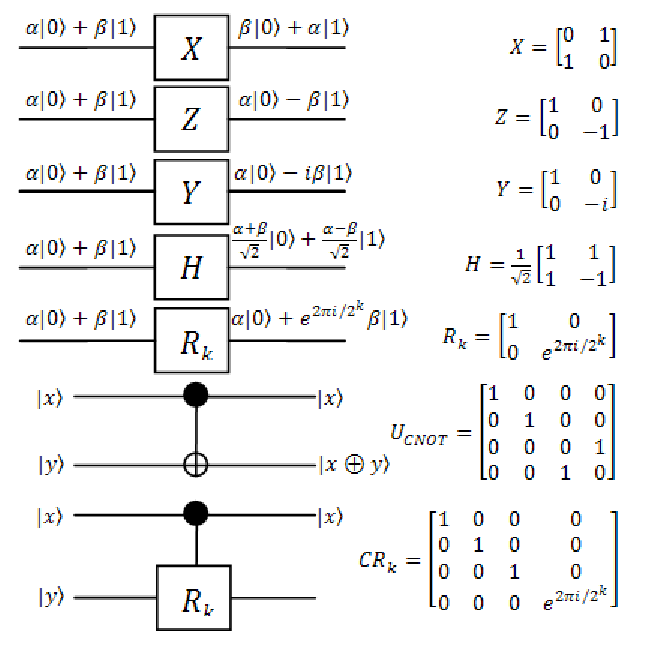 α|0⟩ + β|1⟩ X β|0⟩ + α|1⟩ X = [0 1; 1 0]
α|0⟩ + β|1⟩ Z α|0⟩ − β|1⟩ Z = [1 0; 0 −1]
α|0⟩ + β|1⟩ Y α|0⟩ − iβ|1⟩ Y = [1 0; 0 −i]
α|0⟩ + β|1⟩ H (α+β)/√2 |0⟩ + (α−β)/√2 |1⟩ H = 1/√2 [1 1; 1 −1]
α|0⟩ + β|1⟩ R_k α|0⟩ + e^{2πi/2^k} β|1⟩ R_k = [1 0; 0 e^{2πi/2^k}]
|x⟩ |x⟩
|y⟩ |x ⊕ y⟩ U_CNOT = [1 0 0 0; 0 1 0 0; 0 0 0 1; 0 0 1 0]
|x⟩ |x⟩
|y⟩ R_k CR_k = [1 0 0 0; 0 1 0 0; 0 0 1 0; 0 0 0 e^{2πi/2^k}]